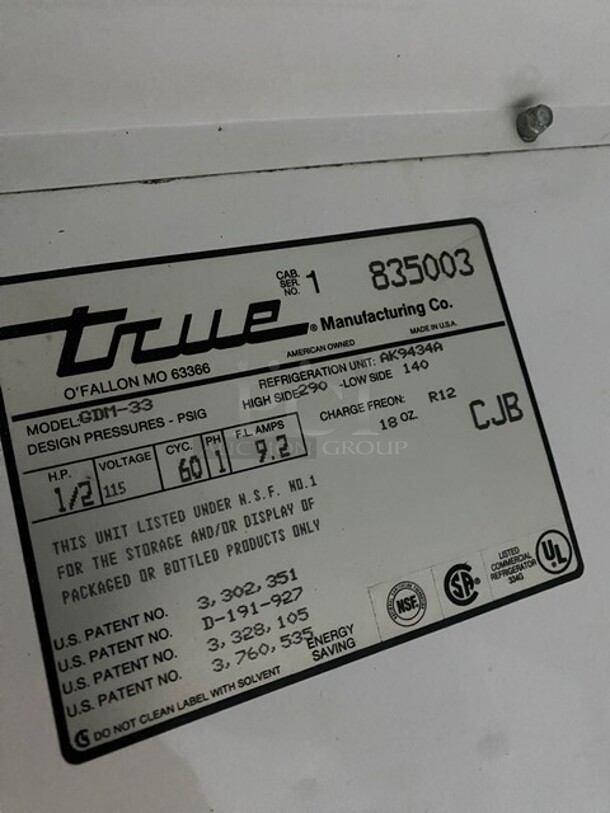 CAB. SER. NO. 1 835003
true ® Manufacturing Co.
O'FALLON MO 63366 AMERICAN OWNED MADE IN U.S.A.
MODEL: GDM-33 REFRIGERATION UNIT: AK9434A
DESIGN PRESSURES - PSIG HIGH SIDE 290 -LOW SIDE 140
H.P. VOLTAGE CYC. PH F.L. AMPS CHARGE FREON: R12
1/2 115 60 1 9.2 18 OZ CJB
AUCTION GROUP
THIS UNIT LISTED UNDER N.S.F. NO.1
FOR THE STORAGE AND/OR DISPLAY OF
PACKAGED OR BOTTLED PRODUCTS ONLY
U.S. PATENT NO. 3,302,351
U.S. PATENT NO. D-191-927
U.S. PATENT NO. 3,328,105
U.S. PATENT NO. 3,760,535
ENERGY
SAVING
NSF
SA ®
LISTED
COMMERCIAL
REFRIGERATOR
334G
UL
DO NOT CLEAN LABEL WITH SOLVENT